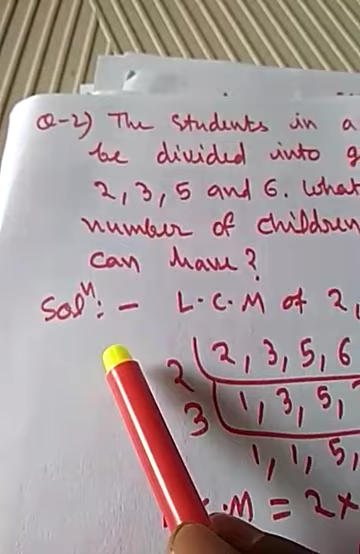 Q-2) The students in a
be divided into g
2, 3, 5 and 6. What
number of children
can have?
Solⁿ:- L.C.M of 2,
2 2, 3, 5, 6
3 1, 3, 5,
1, 1, 5,
.M = 2×